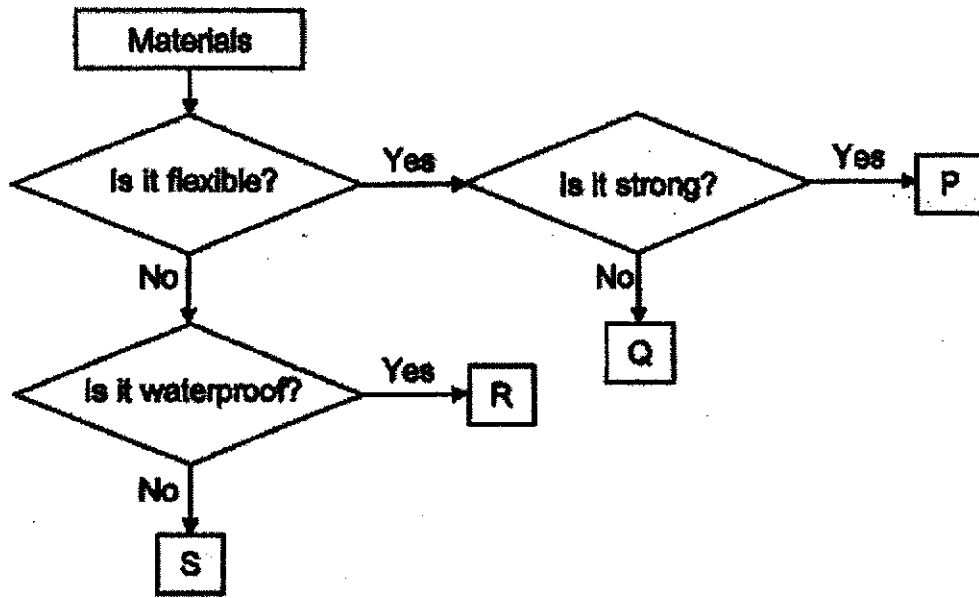 Materials
Is it flexible?
Yes
Is it strong?
Yes
P
No
No
Q
Is it waterproof?
Yes
R
No
S